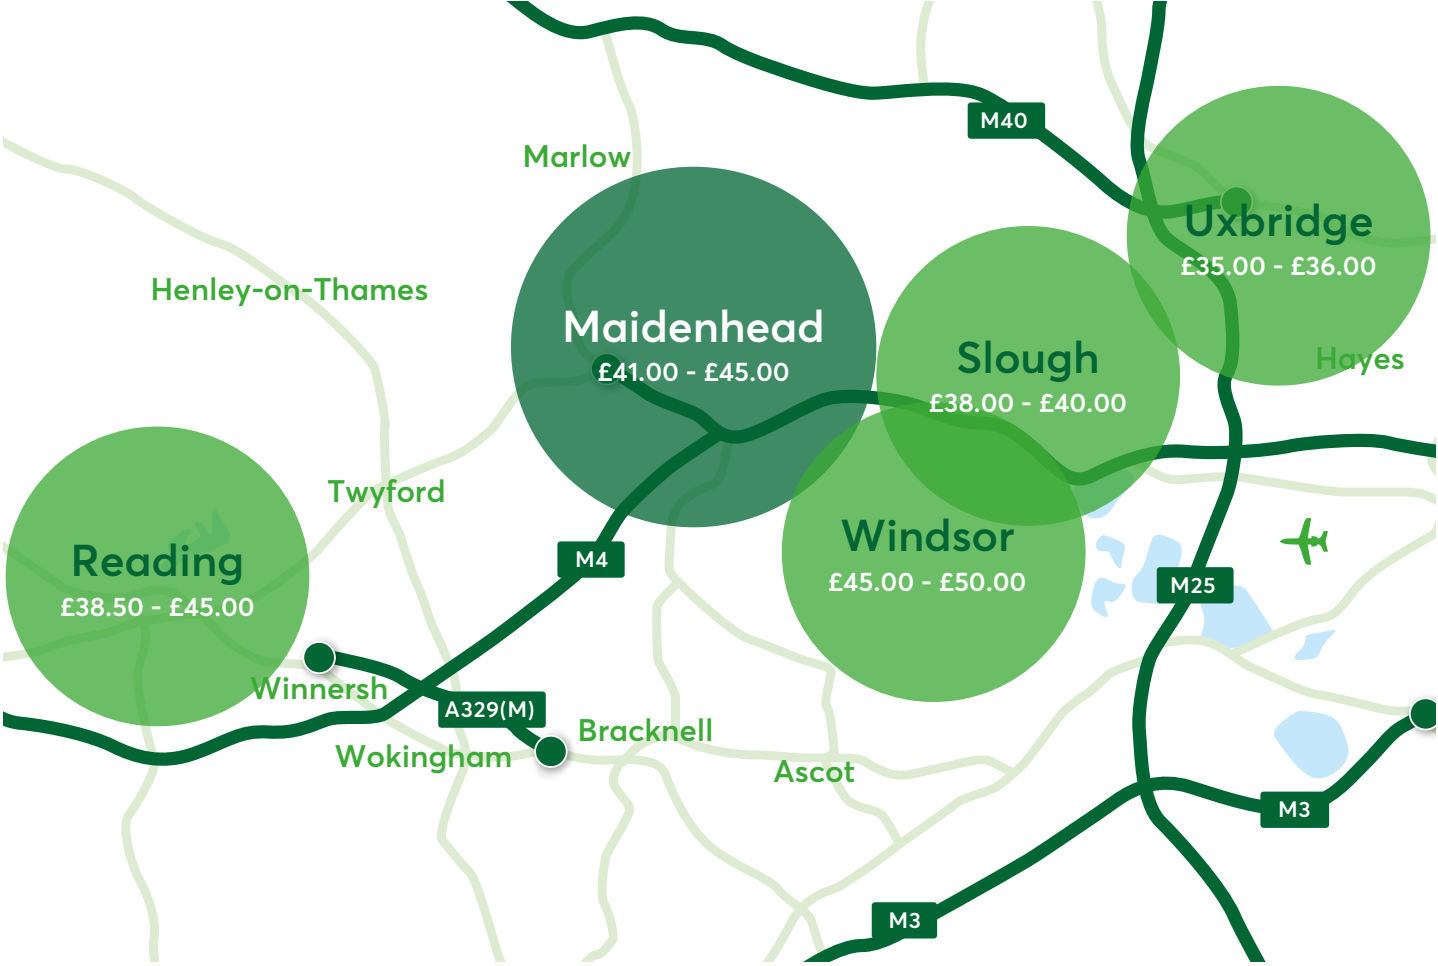 M40
Marlow
Uxbridge
£35.00 - £36.00
Henley-on-Thames
Maidenhead
£41.00 - £45.00
Slough
£38.00 - £40.00
Hayes
Twyford
Windsor
£45.00 - £50.00
Reading
£38.50 - £45.00
M4
M25
Winnersh
A329(M)
Bracknell
Wokingham
Ascot
M3
M3